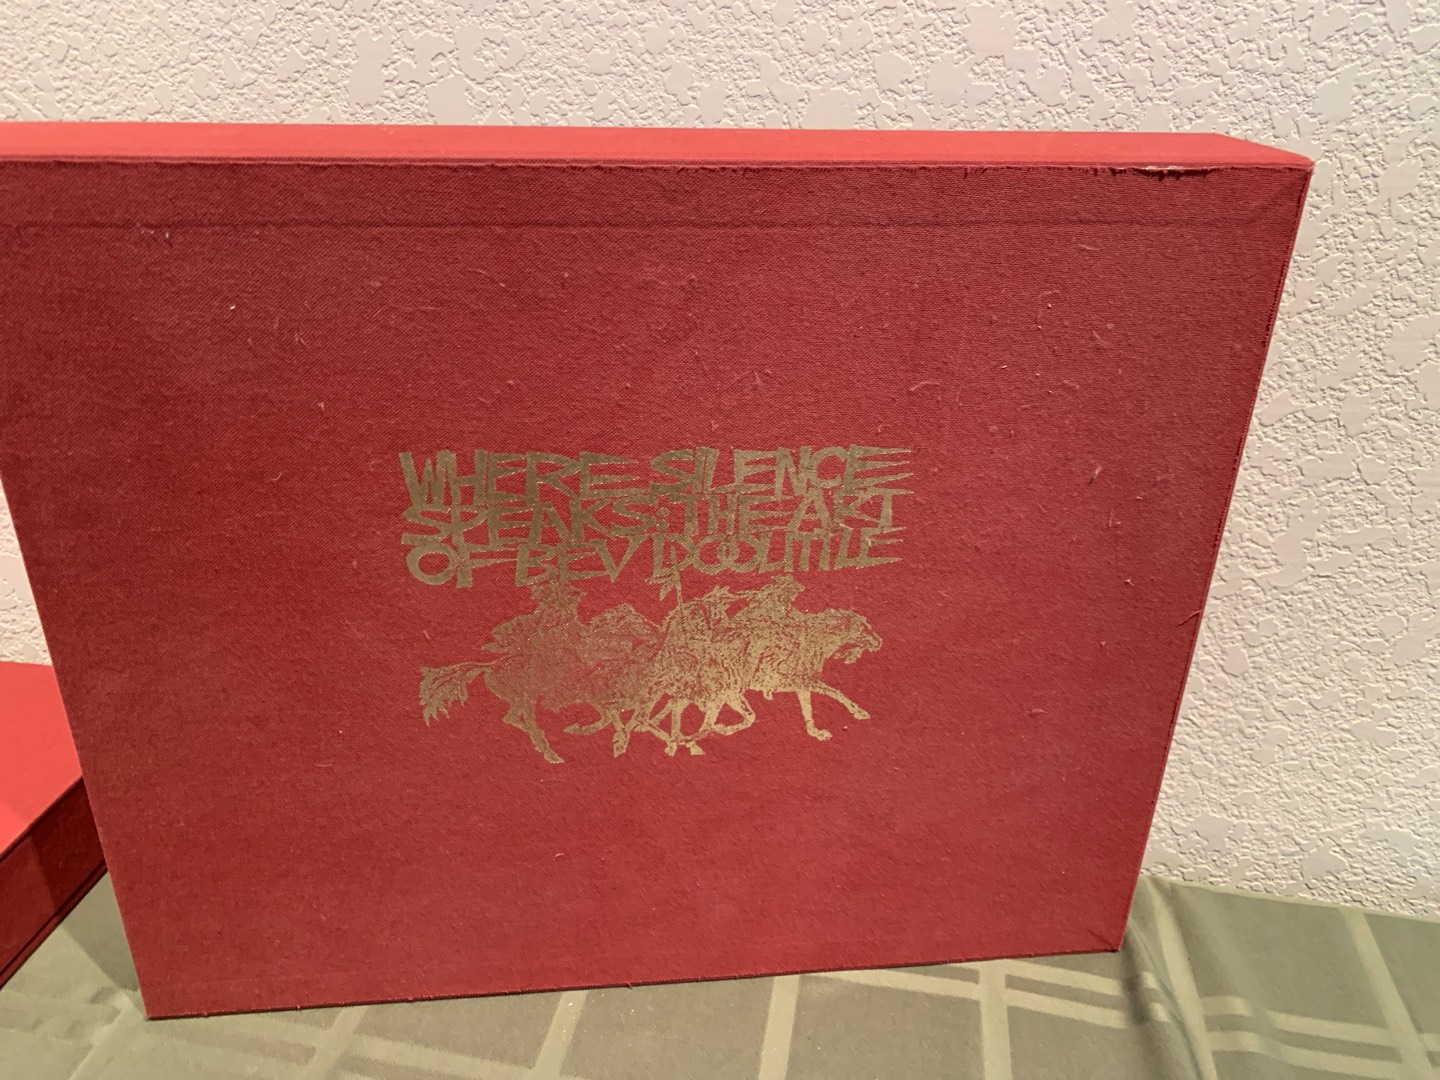 WHERE SILENCE
SPEAKS: THE ART
OF BEV DOOLITTLE